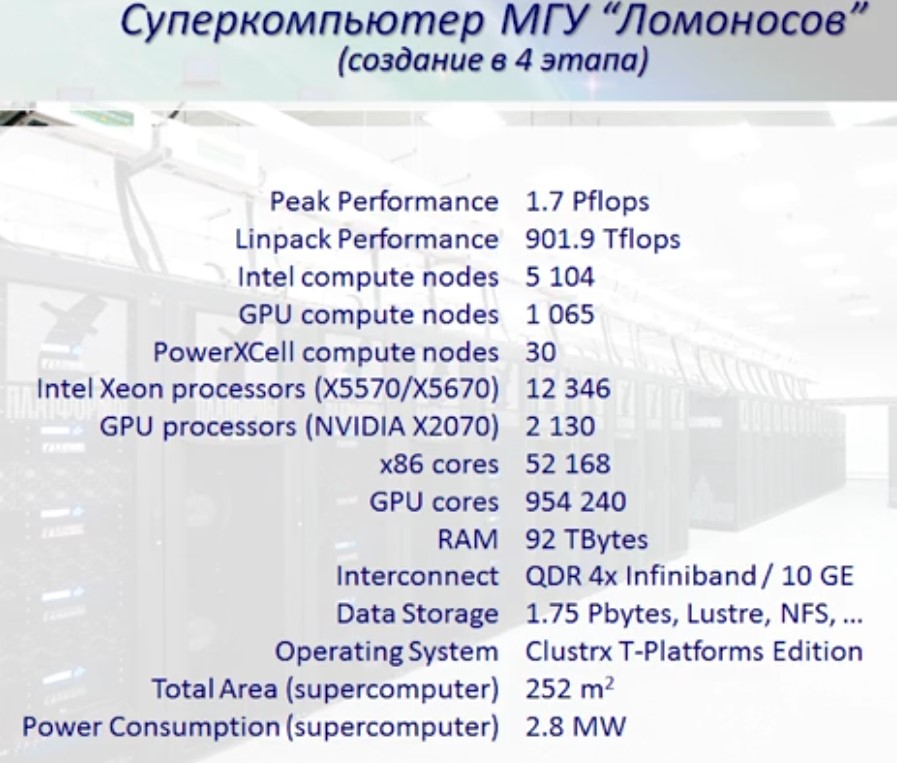 Суперкомпьютер МГУ “Ломоносов”
(создание в 4 этапа)
Peak Performance 1.7 Pflops
Linpack Performance 901.9 Tflops
Intel compute nodes 5 104
GPU compute nodes 1 065
PowerXCell compute nodes 30
Intel Xeon processors (X5570/X5670) 12 346
GPU processors (NVIDIA X2070) 2 130
x86 cores 52 168
GPU cores 954 240
RAM 92 TBytes
Interconnect QDR 4x Infiniband / 10 GE
Data Storage 1.75 Pbytes, Lustre, NFS, ...
Operating System Clustrx T-Platforms Edition
Total Area (supercomputer) 252 m²
Power Consumption (supercomputer) 2.8 MW